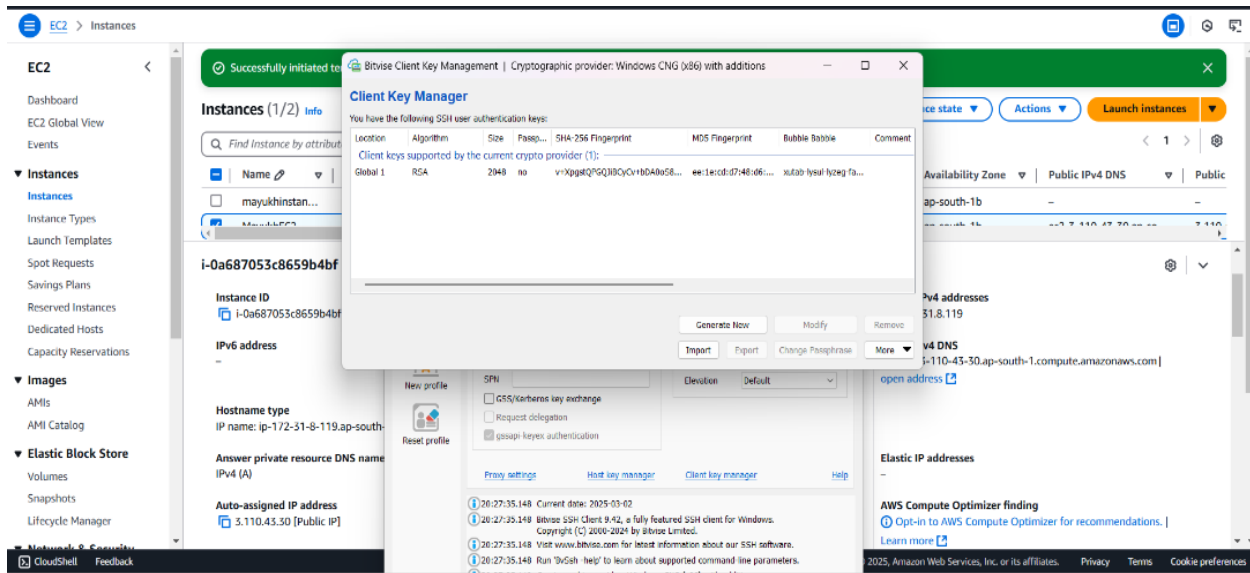 EC2 > Instances
EC2
Dashboard
EC2 Global View
Events
Instances
Instances
Instance Types
Launch Templates
Spot Requests
Savings Plans
Reserved Instances
Dedicated Hosts
Capacity Reservations
Images
AMIs
AMI Catalog
Elastic Block Store
Volumes
Snapshots
Lifecycle Manager
Network & Security
Successfully initiated
Instances (1/2) Info
Find Instance by
Name
mayukhinstan...
MayukhEC2
Actions
Launch instances
1
Availability Zone Public IPv4 DNS Public
ap-south-1b – –
Bitvise Client Key Management | Cryptographic provider: Windows CNG (x86) with additions
Client Key Manager
You have the following SSH user authentication keys:
Location Algorithm Size Passp... SHA-256 Fingerprint MD5 Fingerprint Bubble Babble Comment
Client keys supported by the current crypto provider (1):
Global 1 RSA 2048 no ee:1e:cd:d7:48:d6:... xutab-lysul-lyzeg-fa...
Generate New Modify Remove
Import Export Change Passphrase More
i-0a687053c8659b4bf
Instance ID
i-0a687053c8659b4bf
IPv6 address
–
Hostname type
IP name: ip-172-31-8-119.ap-south-
Answer private resource DNS name
IPv4 (A)
Auto-assigned IP address
3.110.43.30 [Public IP]
New profile
Reset profile
SPN
GSS/Kerberos key exchange
Request delegation
gssapi-keyex authentication
Elevation Default
Proxy settings Host key manager Client key manager Help
20:27:35.148 Current date: 2025-03-02
20:27:35.148 Bitvise SSH Client 9.42, a fully featured SSH client for Windows.
Copyright (C) 2000-2024 by Bitvise Limited.
20:27:35.148 Visit www.bitvise.com for latest information about our SSH software.
20:27:35.148 Run 'BvSsh -help' to learn about supported command-line parameters.
addresses
31.8.119
DNS
-110-43-30.ap-south-1.compute.amazonaws.com |
open address
Elastic IP addresses
–
AWS Compute Optimizer finding
Opt-in to AWS Compute Optimizer for recommendations. |
Learn more
CloudShell Feedback
2025, Amazon Web Services, Inc. or its affiliates. Privacy Terms Cookie preferences